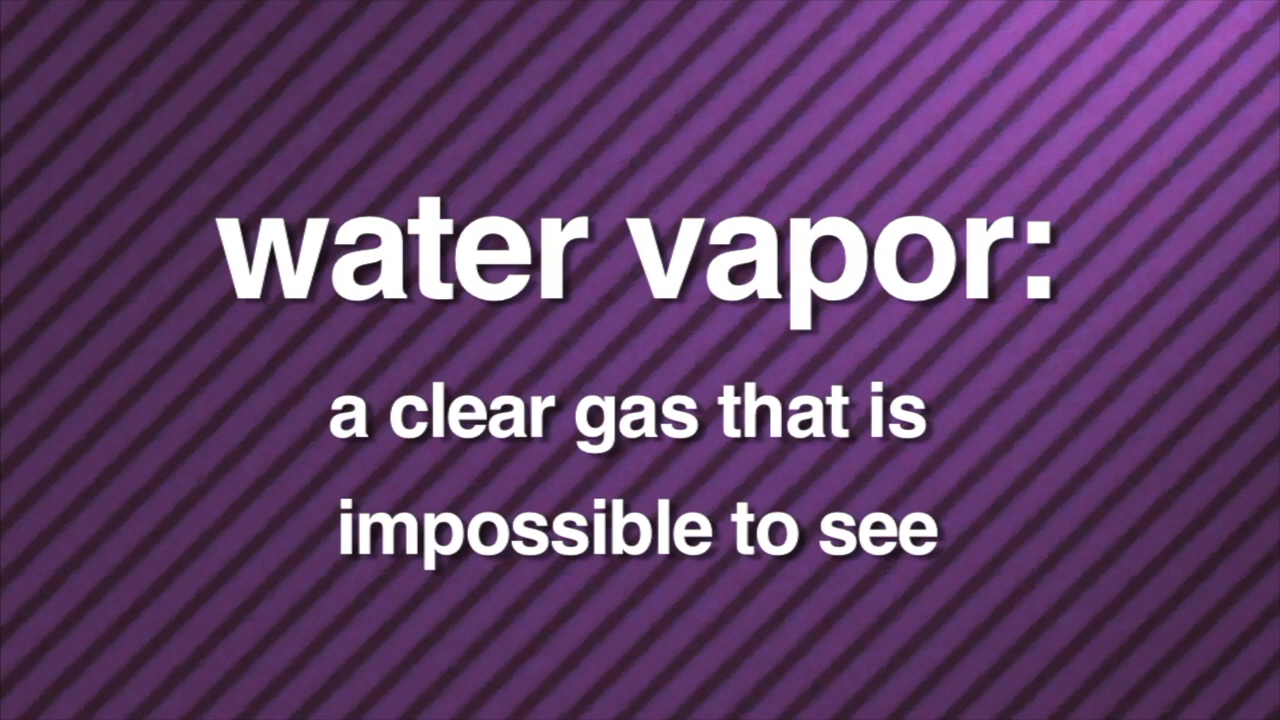 water vapor:
a clear gas that is
impossible to see